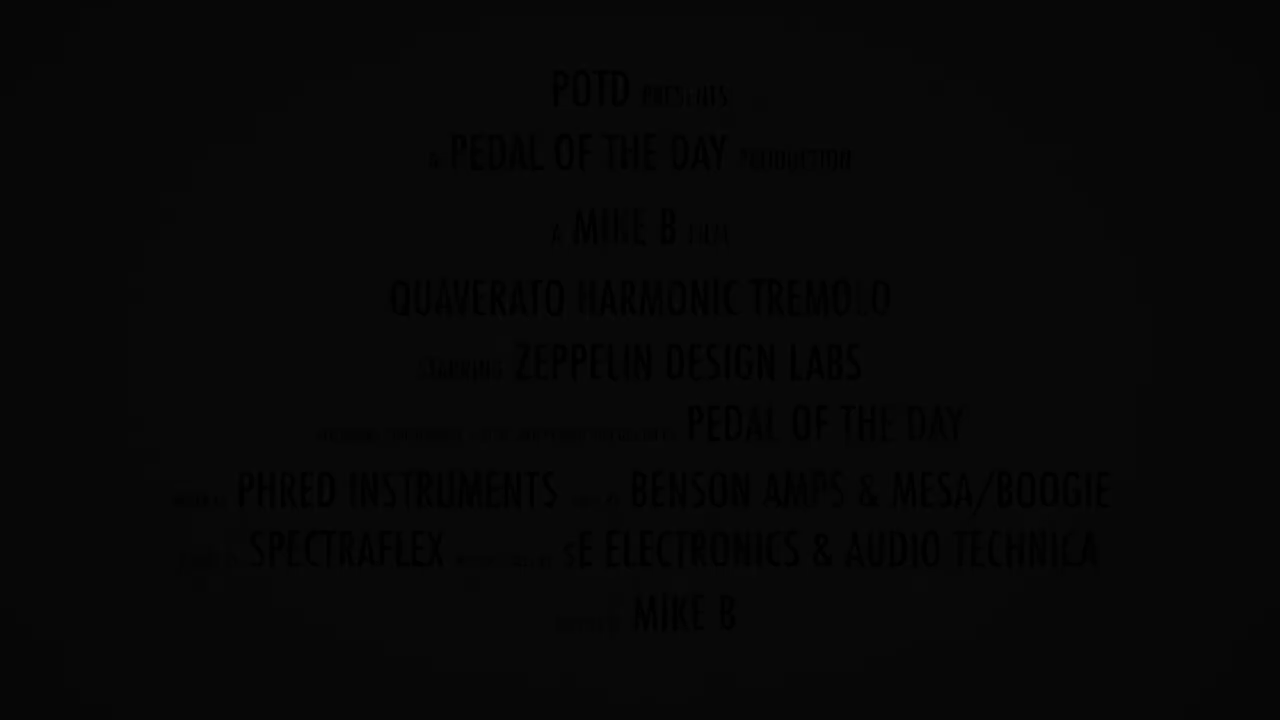 POTD PRESENTS
A PEDAL OF THE DAY PRODUCTION
A MIKE B FILM
QUAVERATO HARMONIC TREMOLO
STARRING ZEPPELIN DESIGN LABS
PEDAL OF THE DAY
PHRED INSTRUMENTS BENSON AMPS & MESA/BOOGIE
SPECTRAFLEX SE ELECTRONICS & AUDIO TECHNICA
MIKE B